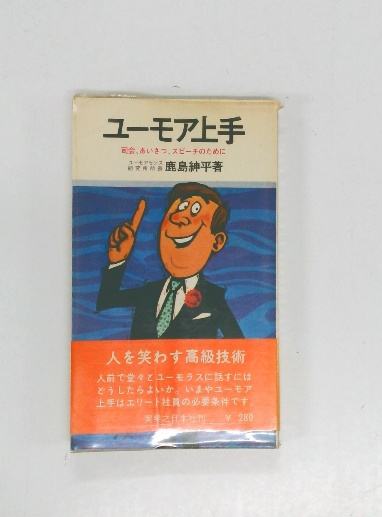 ユーモア上手
司会、あいさつ、スピーチのために
ユーモアセンス
研究所所長 鹿島紳平著
人を笑わす高級技術
人前で堂々とユーモラスに話すには
どうしたらよいか。いまやユーモア
上手はエリート社員の必要条件です。
実業之日本社刊 ¥ 280